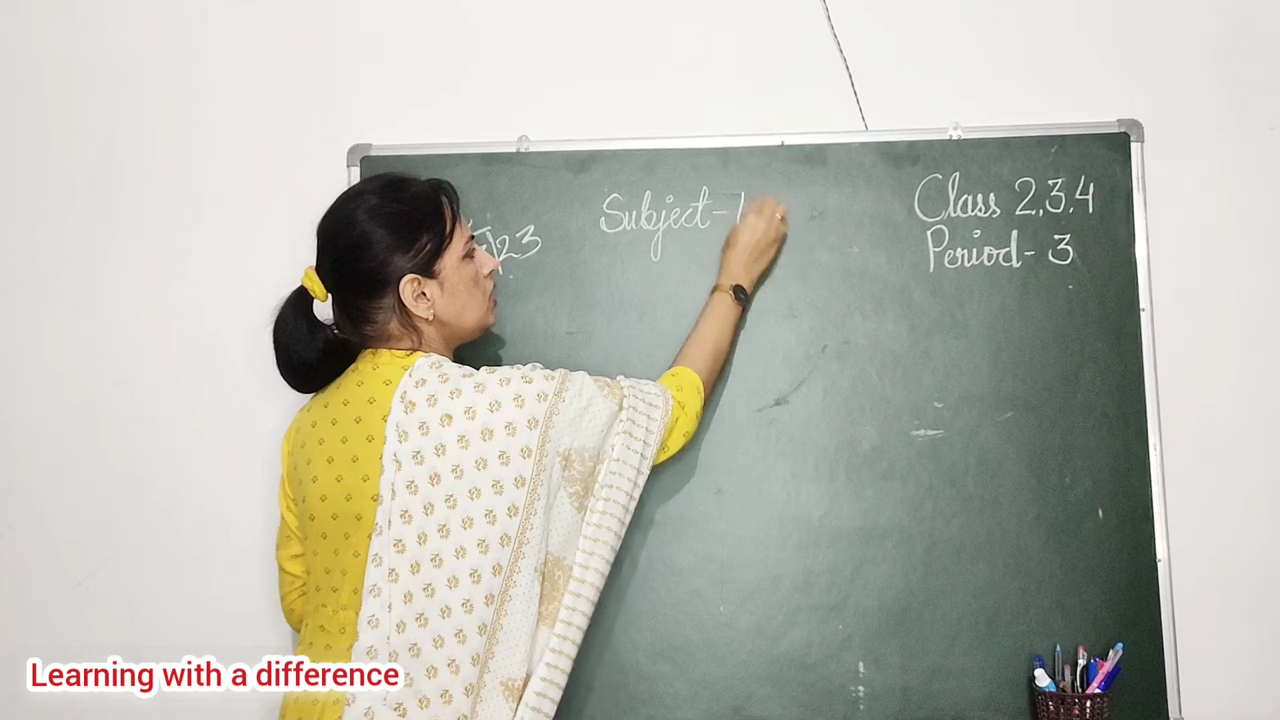 Subject-
Class 2,3,4
Period- 3
Learning with a difference